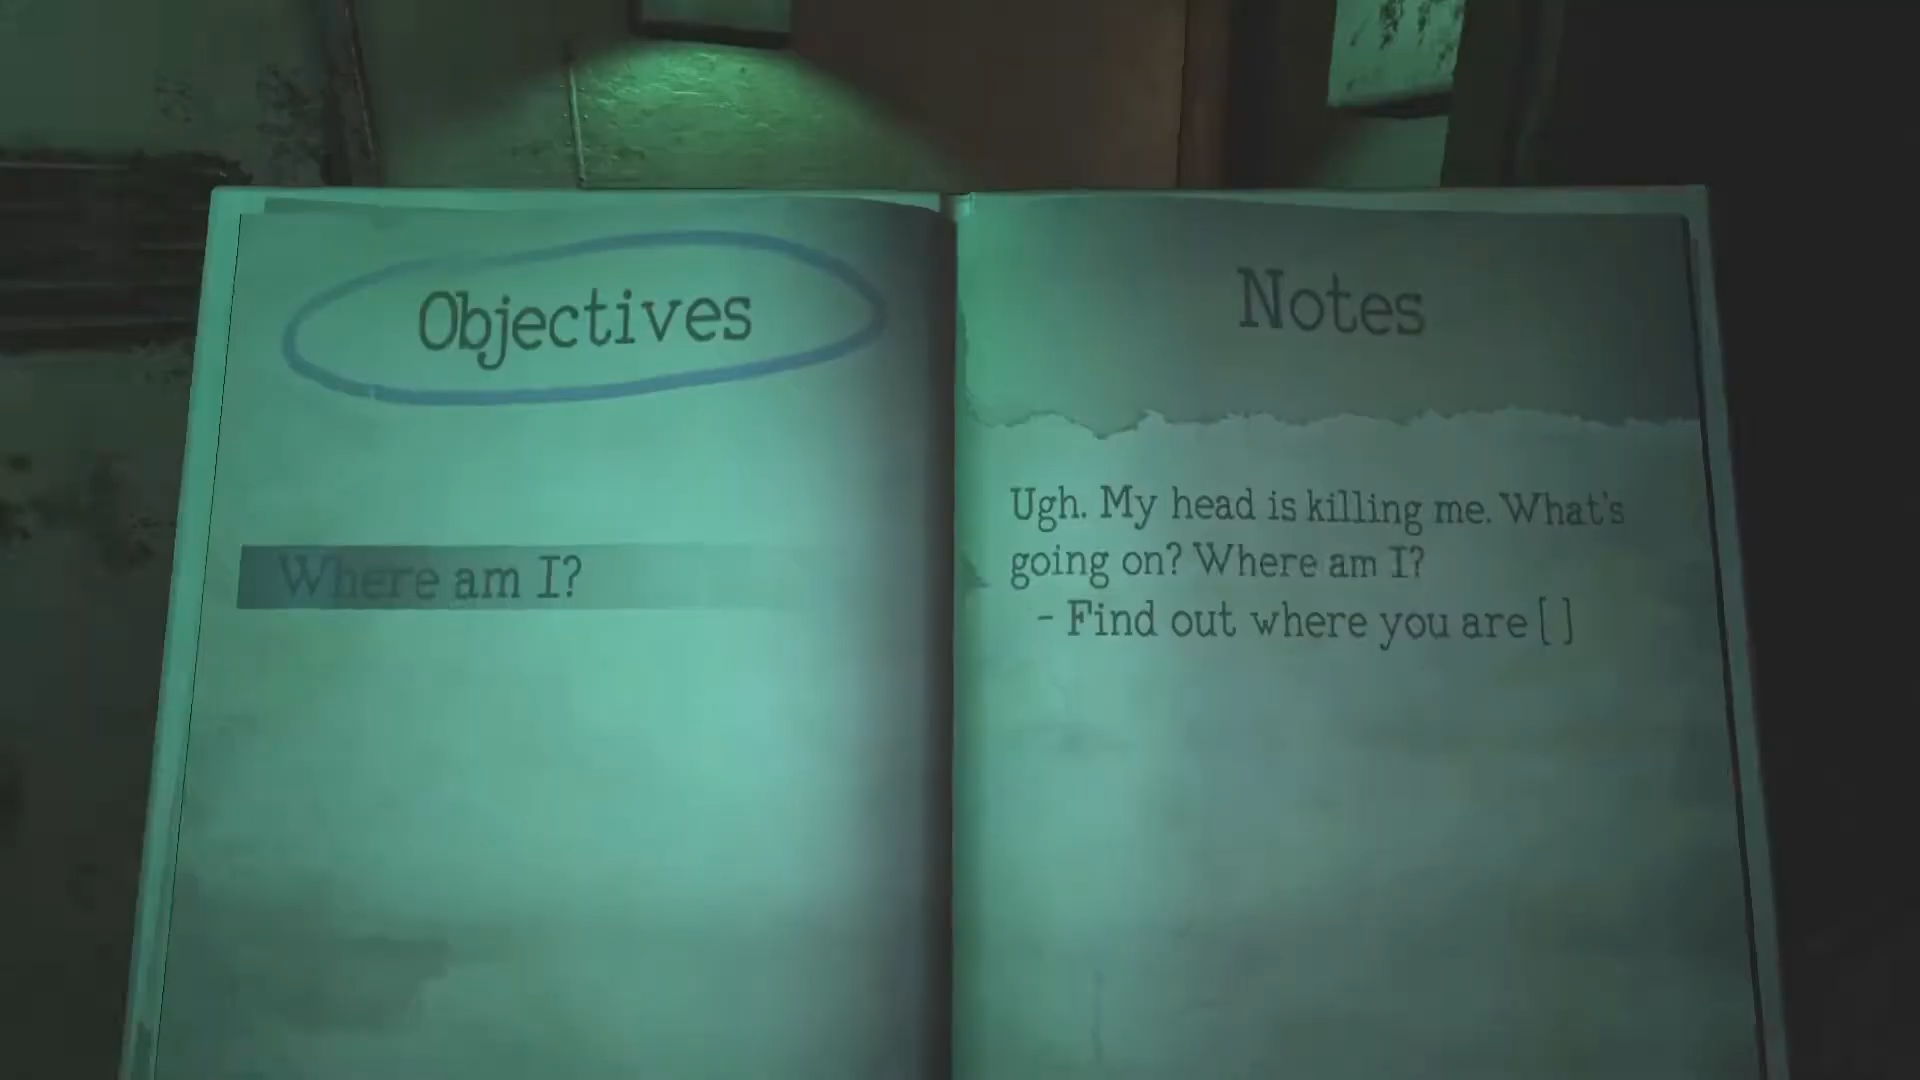 Objectives
Where am I?
Notes
Ugh. My head is killing me. What's
going on? Where am I?
- Find out where you are [ ]